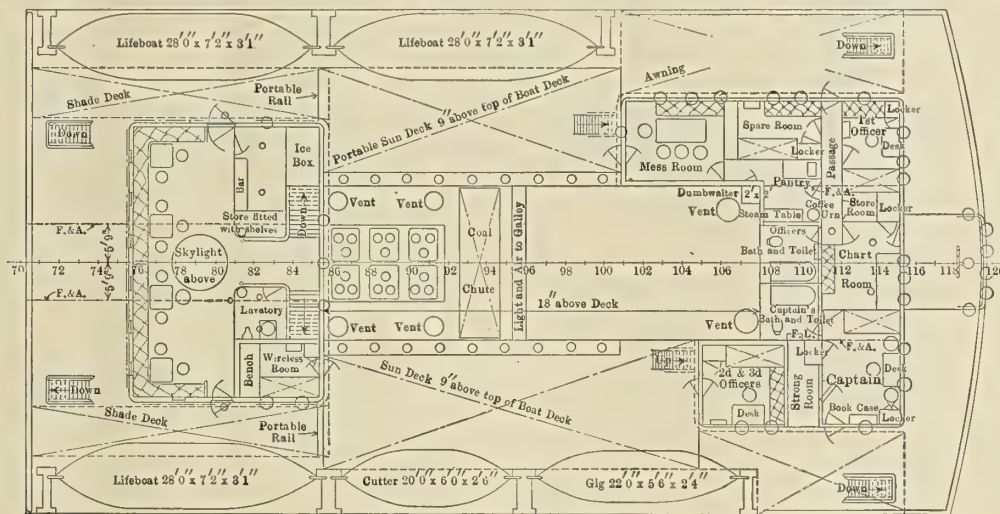 Lifeboat 28'0" x 7'2" x 3'1"
Lifeboat 28'0" x 7'2" x 3'1"
Down
Awning
Shade Deck
Portable
Rail
Portable Sun Deck 9" above top of Boat Deck
Down
Ice
Box
Bar
Mess Room
Spare Room
Locker
Passage
1st
Officer
Locker
Desk
Pantry
Dumbwaiter 2' x 2'
F.&A.
Vent
Vent
Vent
Steam Table
Coffee
Urn
Store
Room
Locker
Store fitted
with shelves
Down
Coal
Chute
Light and Air to Galley
F.&A.
5'9"
Skylight
above
Officers
Bath and Toilet
Chart
Room
70 72 74 76 78 80 82 84 86 88 90 92 94 96 98 100 102 104 106 108 110 112 114 116 118 120
F.&A.
18" above Deck
Lavatory
Captain's
Bath and Toilet
Vent
Vent
Vent
F.L.
Locker
F.&A.
Bench
Wireless
Room
Up
2d & 3d
Officers
Desk
Strong
Room
Captain
Desk
Book Case
Locker
Down
Sun Deck 9" above top of Boat Deck
Shade Deck
Portable
Rail
Lifeboat 28'0" x 7'2" x 3'1"
Cutter 20'0" x 6'0" x 2'6"
Gig 22'0" x 5'6" x 2'4"
Down